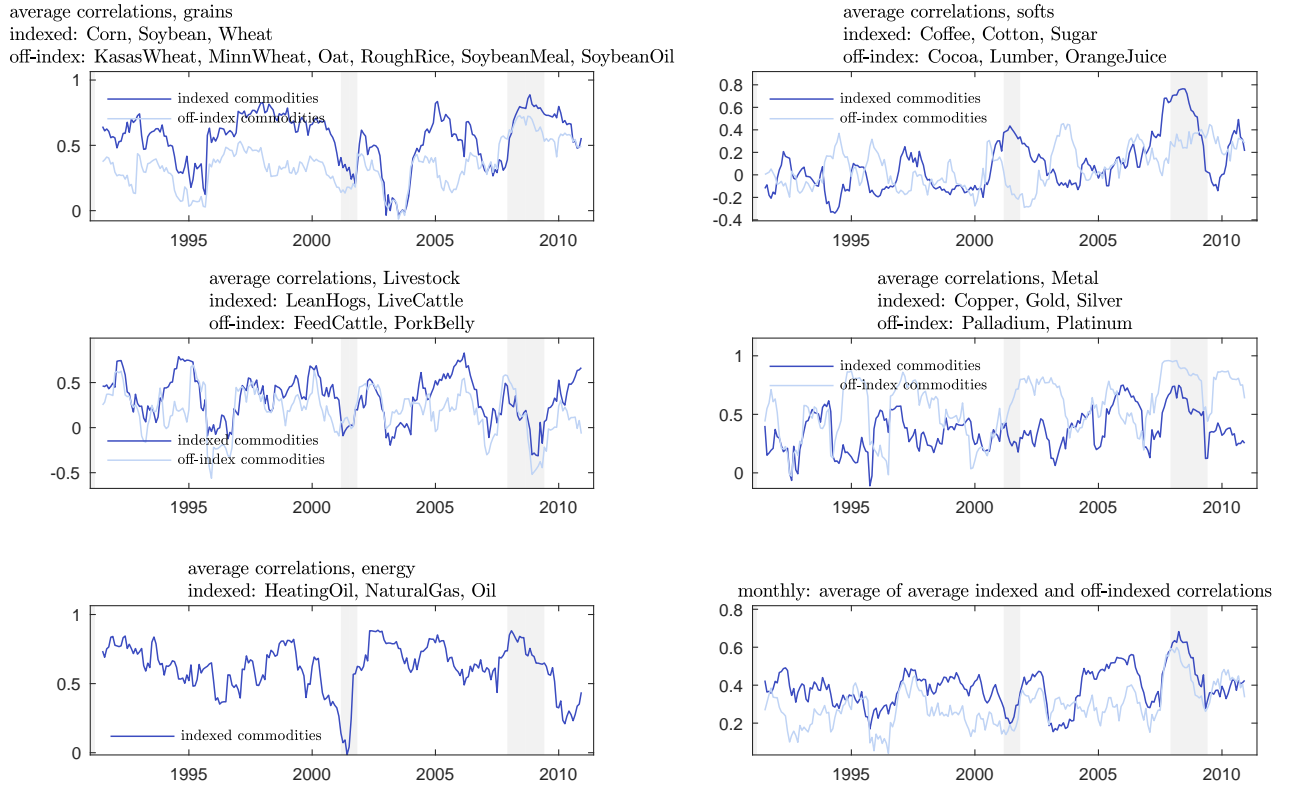 average correlations, grains
indexed: Corn, Soybean, Wheat
off-index: KasasWheat, MinnWheat, Oat, RoughRice, SoybeanMeal, SoybeanOil
1
0.5
0
indexed commodities
off-index commodities
1995 2000 2005 2010
average correlations, softs
indexed: Coffee, Cotton, Sugar
off-index: Cocoa, Lumber, OrangeJuice
0.8
0.6
0.4
0.2
0
-0.2
-0.4
indexed commodities
off-index commodities
1995 2000 2005 2010
average correlations, Livestock
indexed: LeanHogs, LiveCattle
off-index: FeedCattle, PorkBelly
0.5
0
-0.5
indexed commodities
off-index commodities
1995 2000 2005 2010
average correlations, Metal
indexed: Copper, Gold, Silver
off-index: Palladium, Platinum
1
0.5
0
indexed commodities
off-index commodities
1995 2000 2005 2010
average correlations, energy
indexed: HeatingOil, NaturalGas, Oil
1
0.5
0
indexed commodities
1995 2000 2005 2010
monthly: average of average indexed and off-indexed correlations
0.8
0.6
0.4
0.2
1995 2000 2005 2010